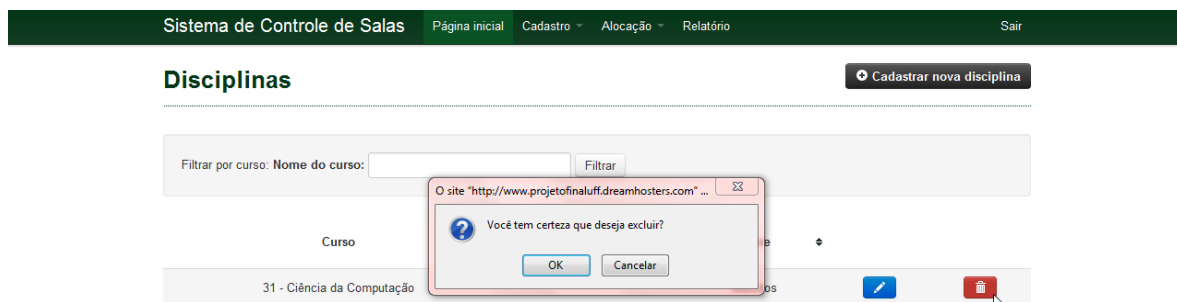 Sistema de Controle de Salas Página inicial Cadastro Alocação Relatório Sair
Disciplinas
Cadastrar nova disciplina
Filtrar por curso: Nome do curso: Filtrar
O site "http://www.projetofinaluff.dreamhosters.com" ...
Você tem certeza que deseja excluir?
OK Cancelar
Curso
31 - Ciência da Computação